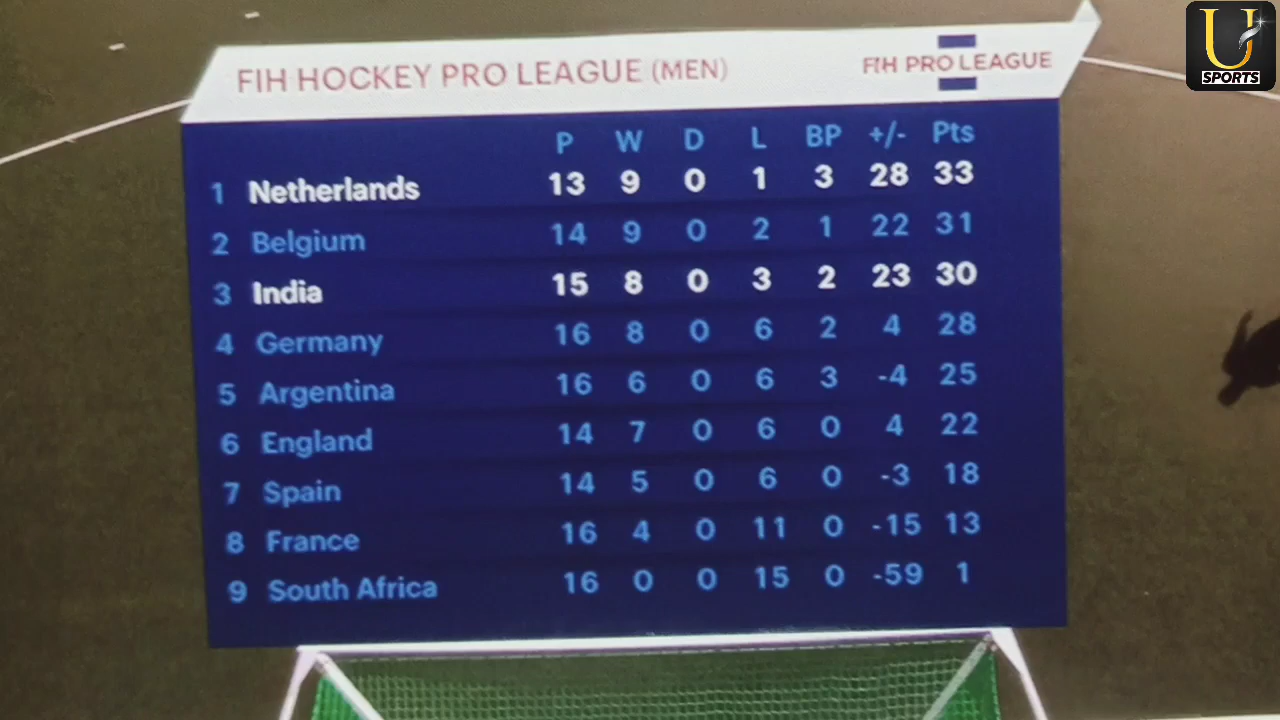 U
SPORTS
FIH HOCKEY PRO LEAGUE (MEN) FIH PRO LEAGUE
P W D L BP +/- Pts
1 Netherlands 13 9 0 1 3 28 33
2 Belgium 14 9 0 2 1 22 31
3 India 15 8 0 3 2 23 30
4 Germany 16 8 0 6 2 4 28
5 Argentina 16 6 0 6 3 -4 25
6 England 14 7 0 6 0 4 22
7 Spain 14 5 0 6 0 -3 18
8 France 16 4 0 11 0 -15 13
9 South Africa 16 0 0 15 0 -59 1